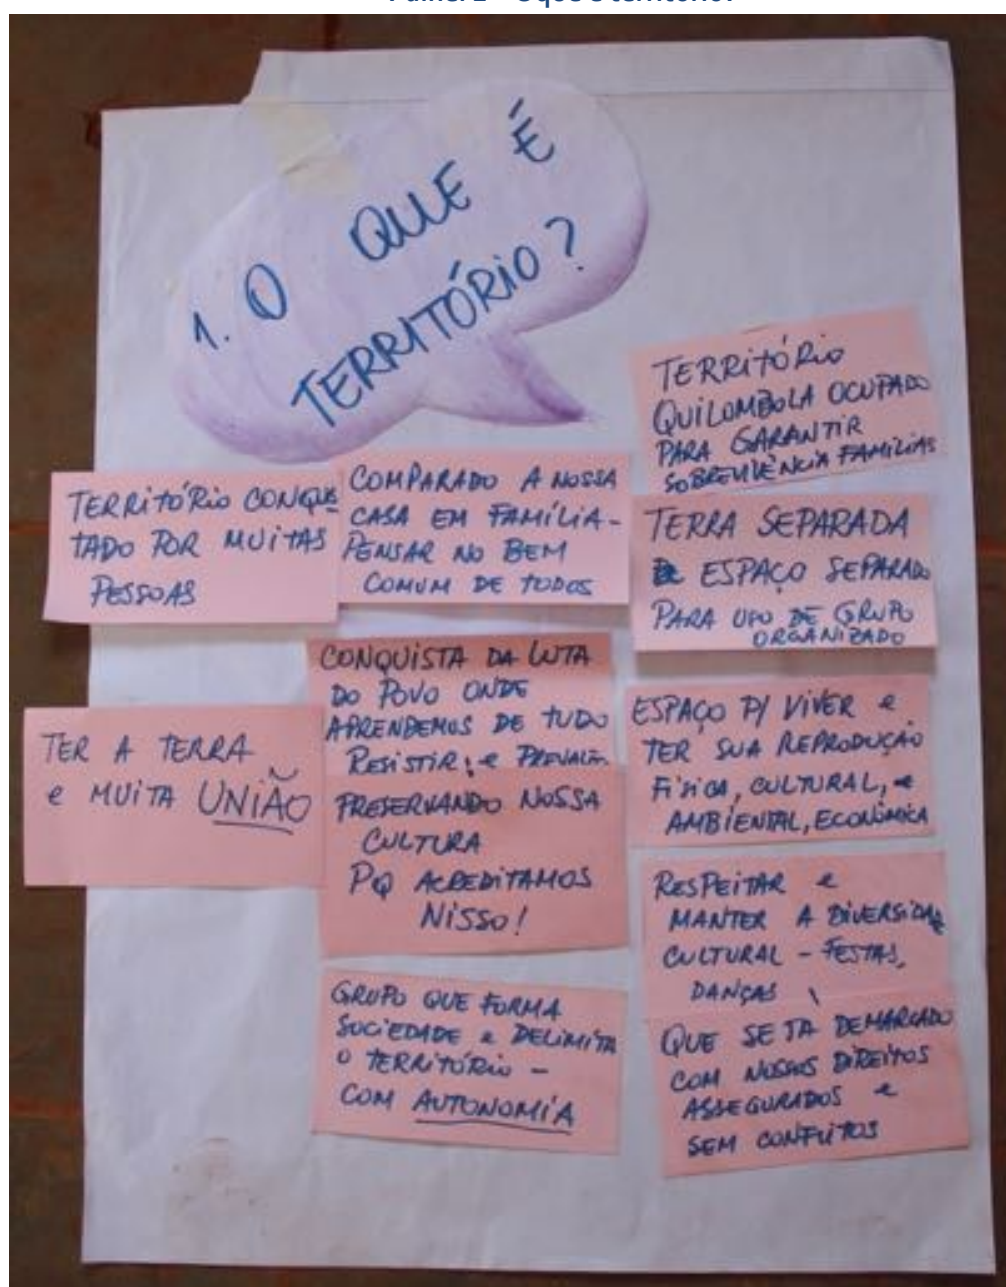 1. O QUE É
TERRITÓRIO?
TERRITÓRIO CONQUIS
TADO POR MUITAS
PESSOAS
COMPARADO A NOSSA
CASA EM FAMÍLIA -
PENSAR NO BEM
COMUM DE TODOS
TERRITÓRIO
QUILOMBOLA OCUPADO
PARA GARANTIR
SOBREVIVÊNCIA FAMÍLIAS
TERRA SEPARADA
ESPAÇO SEPARADO
PARA USO DE GRUPO
ORGANIZADO
TER A TERRA
e MUITA UNIÃO
CONQUISTA DA LUTA
DO POVO ONDE
APRENDEMOS DE TUDO
RESISTIR e
PRESERVANDO NOSSA
CULTURA
PQ ACREDITAMOS
NISSO!
GRUPO QUE FORMA
SOCIEDADE e DELIMITA
O TERRITÓRIO -
COM AUTONOMIA
ESPAÇO P/ VIVER e
TER SUA REPRODUÇÃO
FÍSICA, CULTURAL, e
AMBIENTAL, ECONÔMICA
RESPEITAR e
MANTER A DIVERSIDADE
CULTURAL - FESTAS,
DANÇAS
QUE SEJA DEMARCADO
COM NOSSOS DIREITOS
ASSEGURADOS e
SEM CONFLITOS